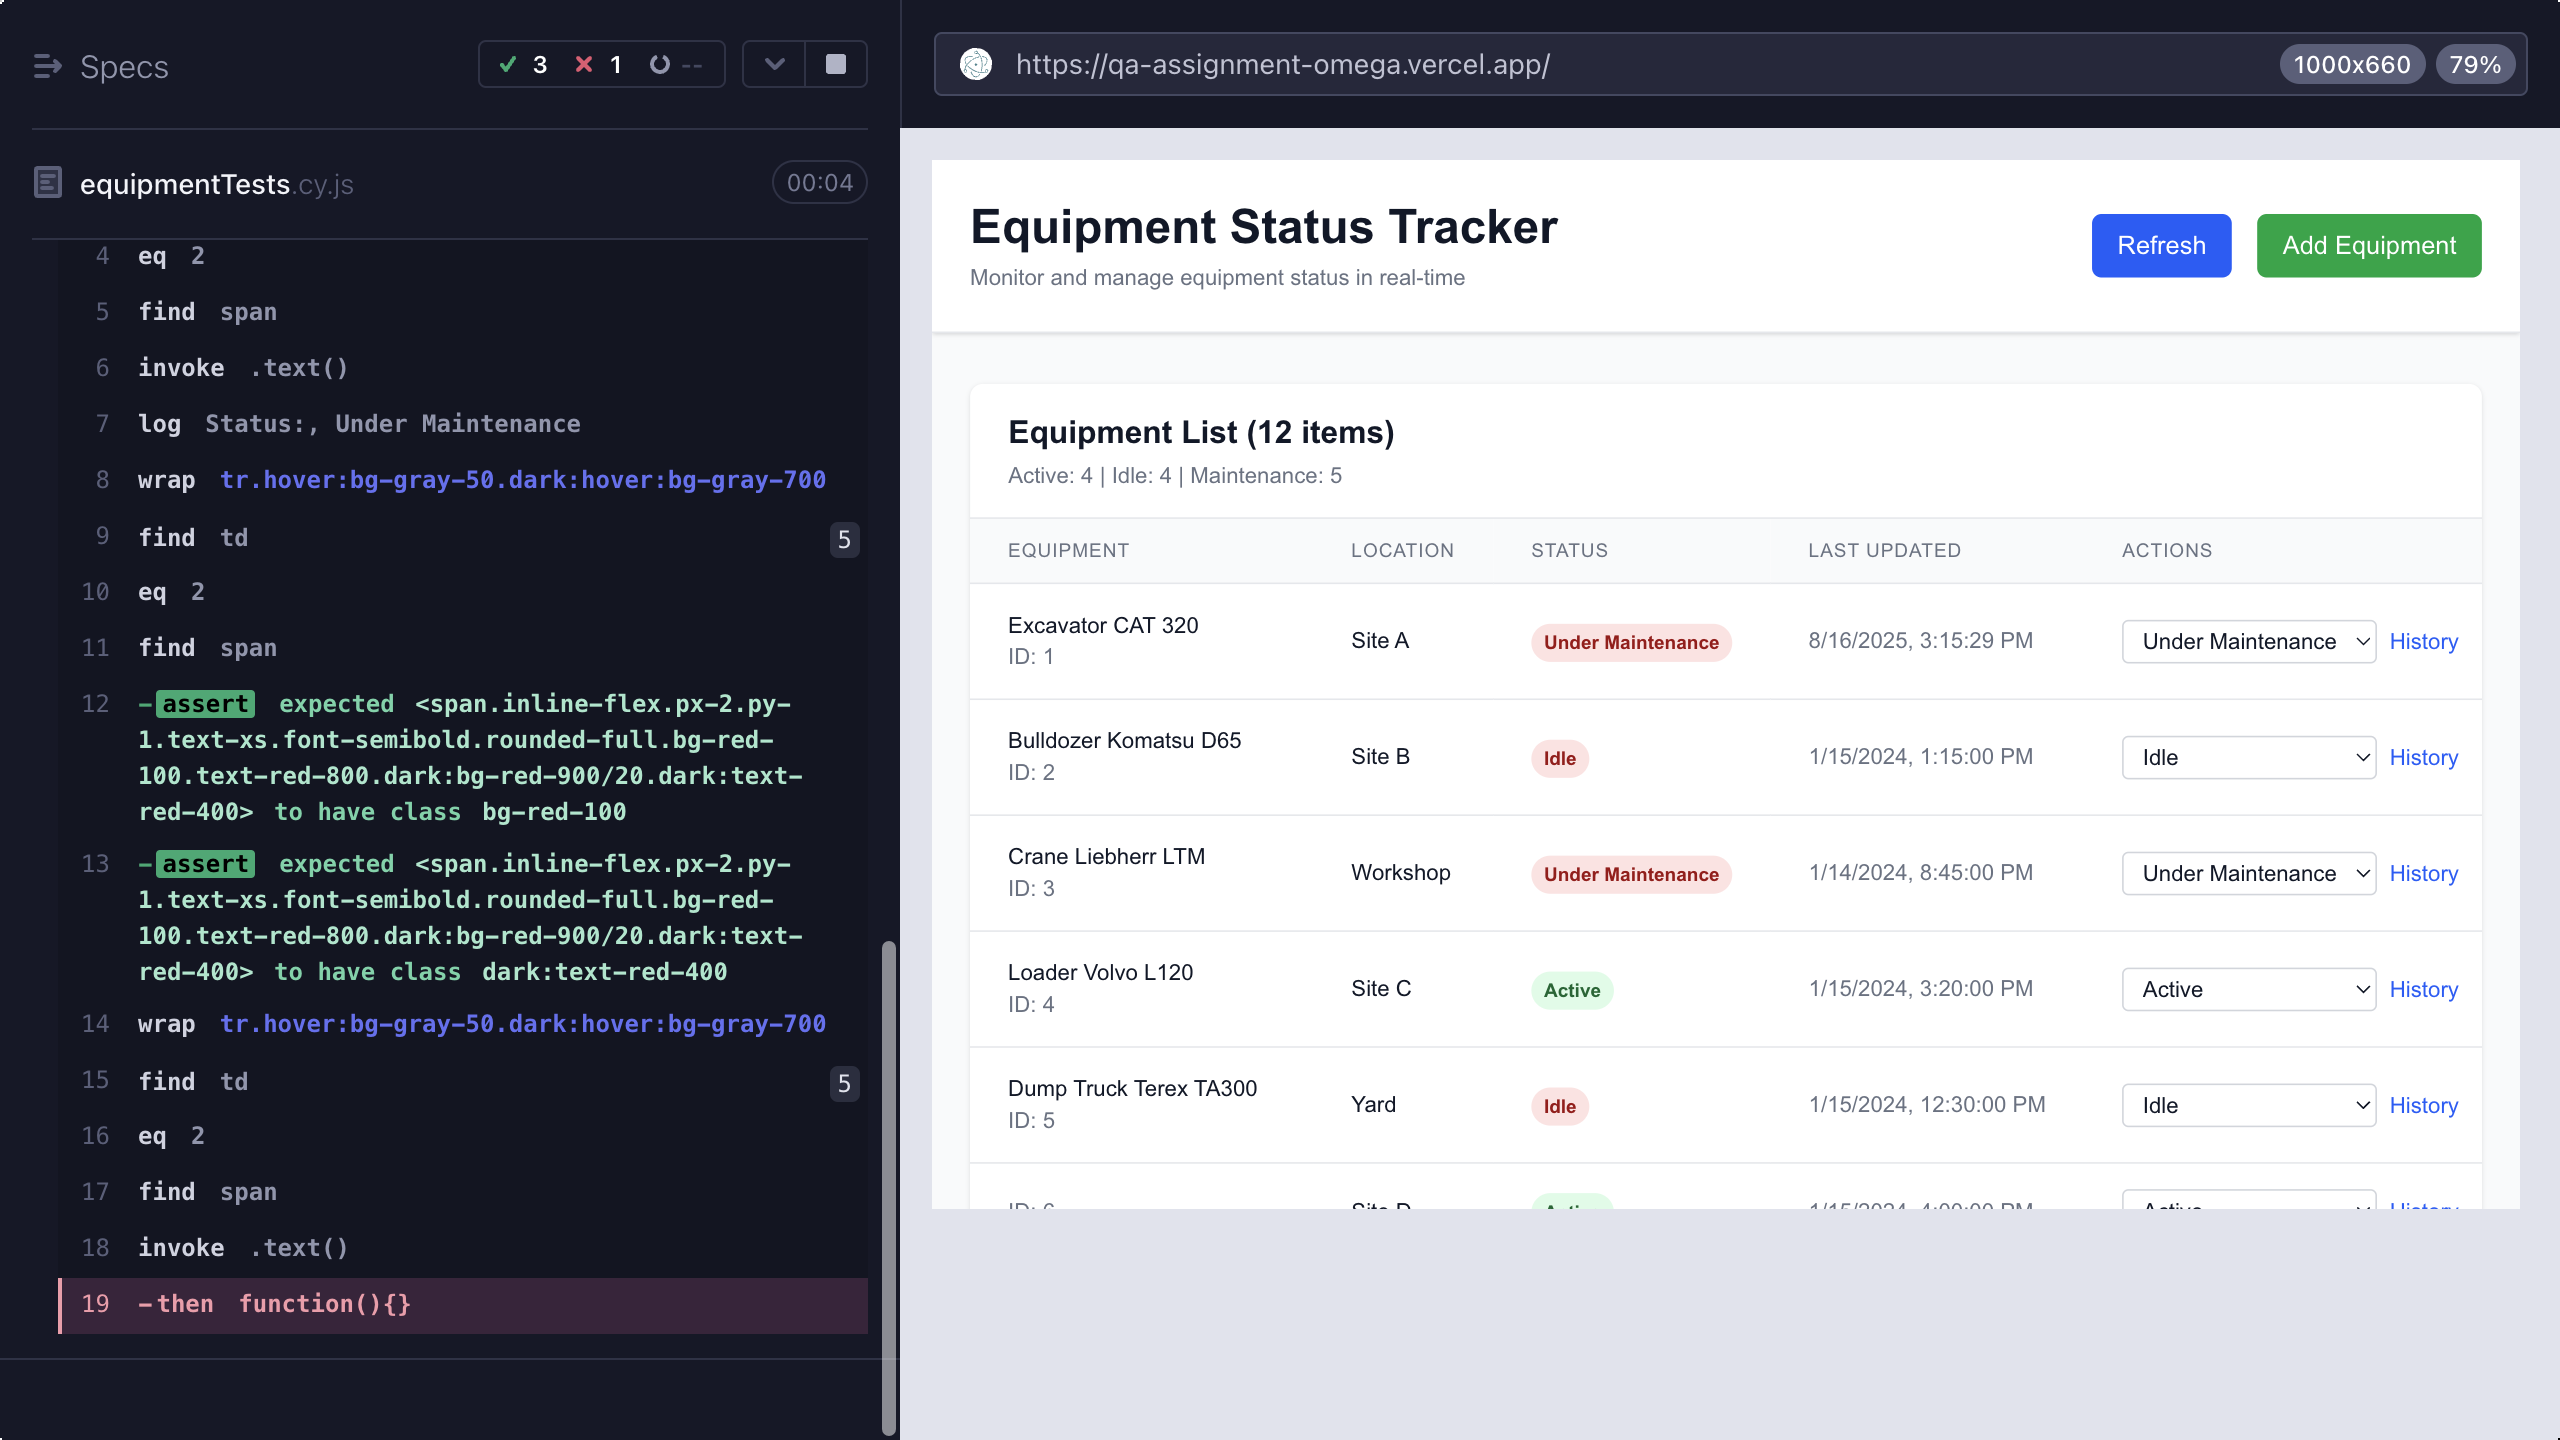 Specs
3 1 --
equipmentTests.cy.js
00:04
4 eq 2
5 find span
6 invoke .text()
7 log Status:, Under Maintenance
8 wrap tr.hover:bg-gray-50.dark:hover:bg-gray-700
9 find td 5
10 eq 2
11 find span
12 -assert expected <span.inline-flex.px-2.py-
1.text-xs.font-semibold.rounded-full.bg-red-
100.text-red-800.dark:bg-red-900/20.dark:text-
red-400> to have class bg-red-100
13 -assert expected <span.inline-flex.px-2.py-
1.text-xs.font-semibold.rounded-full.bg-red-
100.text-red-800.dark:bg-red-900/20.dark:text-
red-400> to have class dark:text-red-400
14 wrap tr.hover:bg-gray-50.dark:hover:bg-gray-700
15 find td 5
16 eq 2
17 find span
18 invoke .text()
19 -then function(){}
https://qa-assignment-omega.vercel.app/
1000x660 79%
Equipment Status Tracker
Monitor and manage equipment status in real-time
Refresh
Add Equipment
Equipment List (12 items)
Active: 4 | Idle: 4 | Maintenance: 5
EQUIPMENT LOCATION STATUS LAST UPDATED ACTIONS
Excavator CAT 320
ID: 1
Site A Under Maintenance 8/16/2025, 3:15:29 PM Under Maintenance History
Bulldozer Komatsu D65
ID: 2
Site B Idle 1/15/2024, 1:15:00 PM Idle History
Crane Liebherr LTM
ID: 3
Workshop Under Maintenance 1/14/2024, 8:45:00 PM Under Maintenance History
Loader Volvo L120
ID: 4
Site C Active 1/15/2024, 3:20:00 PM Active History
Dump Truck Terex TA300
ID: 5
Yard Idle 1/15/2024, 12:30:00 PM Idle History
Site D Active 1/15/2024, 4:00:00 PM Active History